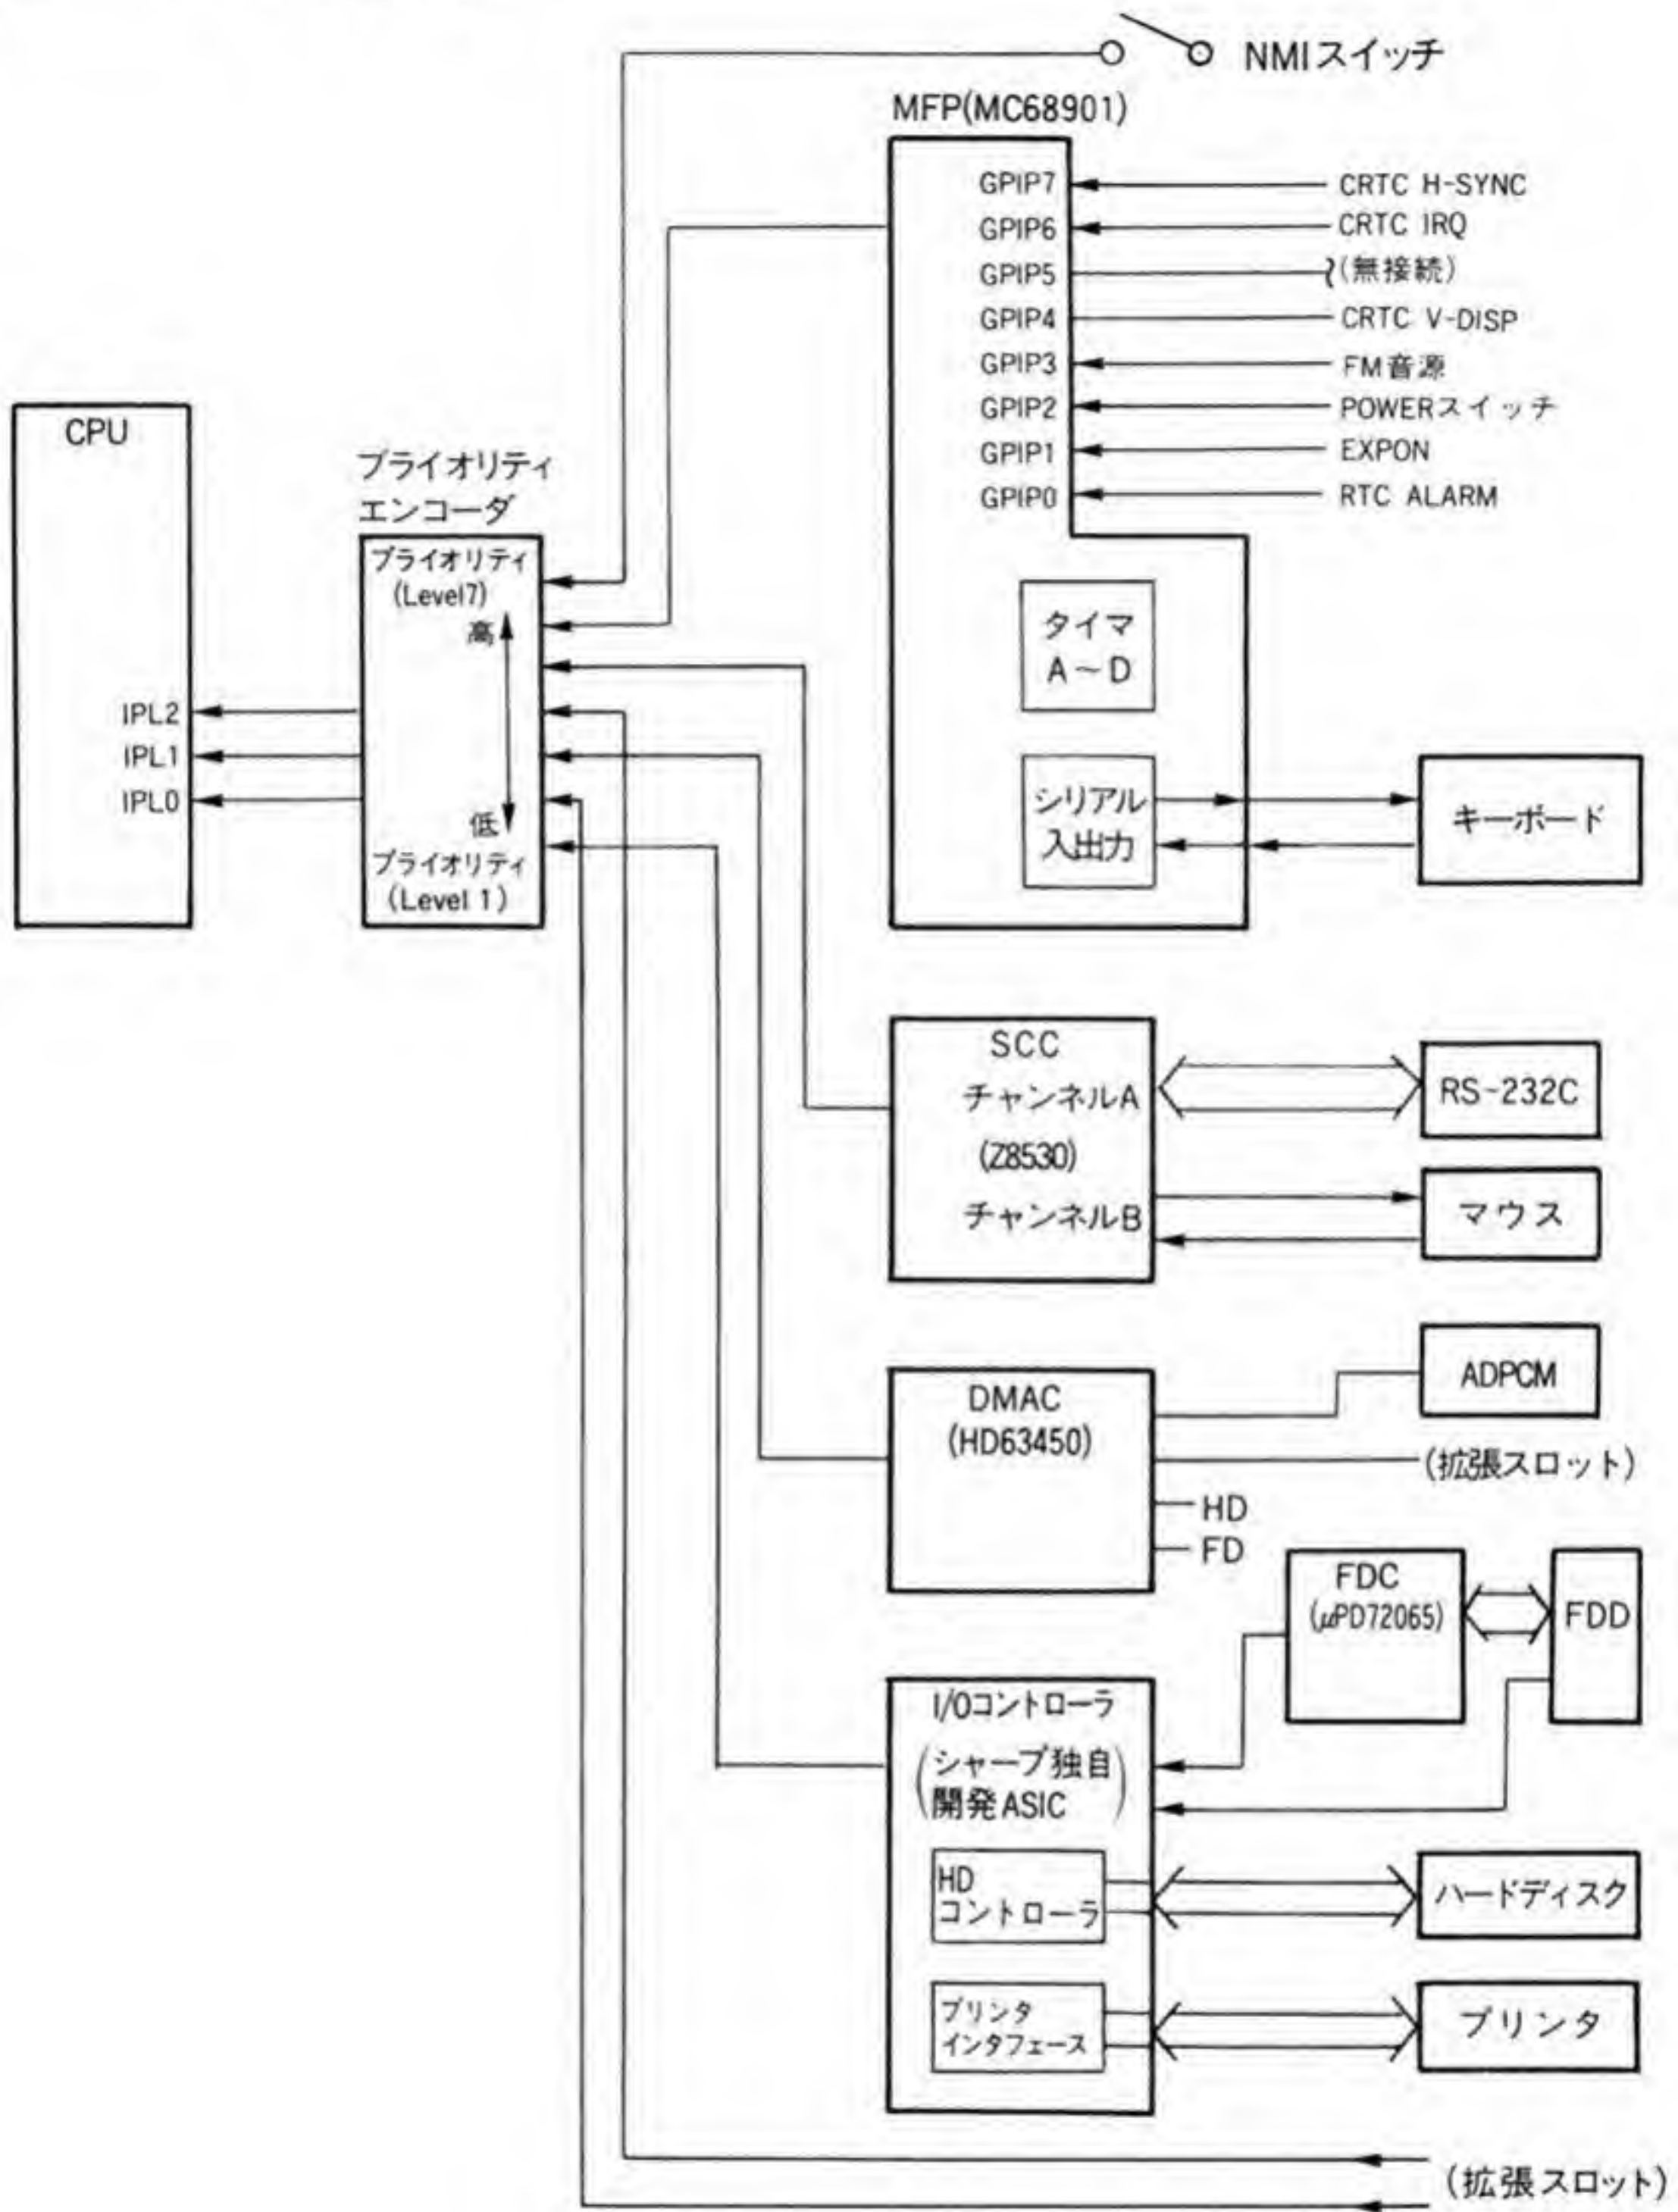 NMIスイッチ
MFP(MC68901)
GPIP7
CRTC H-SYNC
GPIP6
CRTC IRQ
GPIP5
(無接続)
GPIP4
CRTC V-DISP
GPIP3
FM音源
GPIP2
POWERスイッチ
GPIP1
EXPON
GPIP0
RTC ALARM
CPU
プライオリティ
エンコーダ
プライオリティ
(Level7)
高
低
プライオリティ
(Level 1)
IPL2
IPL1
IPL0
タイマ
A~D
シリアル
入出力
キーボード
SCC
チャンネルA
(Z8530)
チャンネルB
RS-232C
マウス
DMAC
(HD63450)
ADPCM
(拡張スロット)
HD
FD
FDC
(μPD72065)
FDD
I/Oコントローラ
(シャープ独自
開発ASIC)
HD
コントローラ
ハードディスク
プリンタ
インタフェース
プリンタ
(拡張スロット)